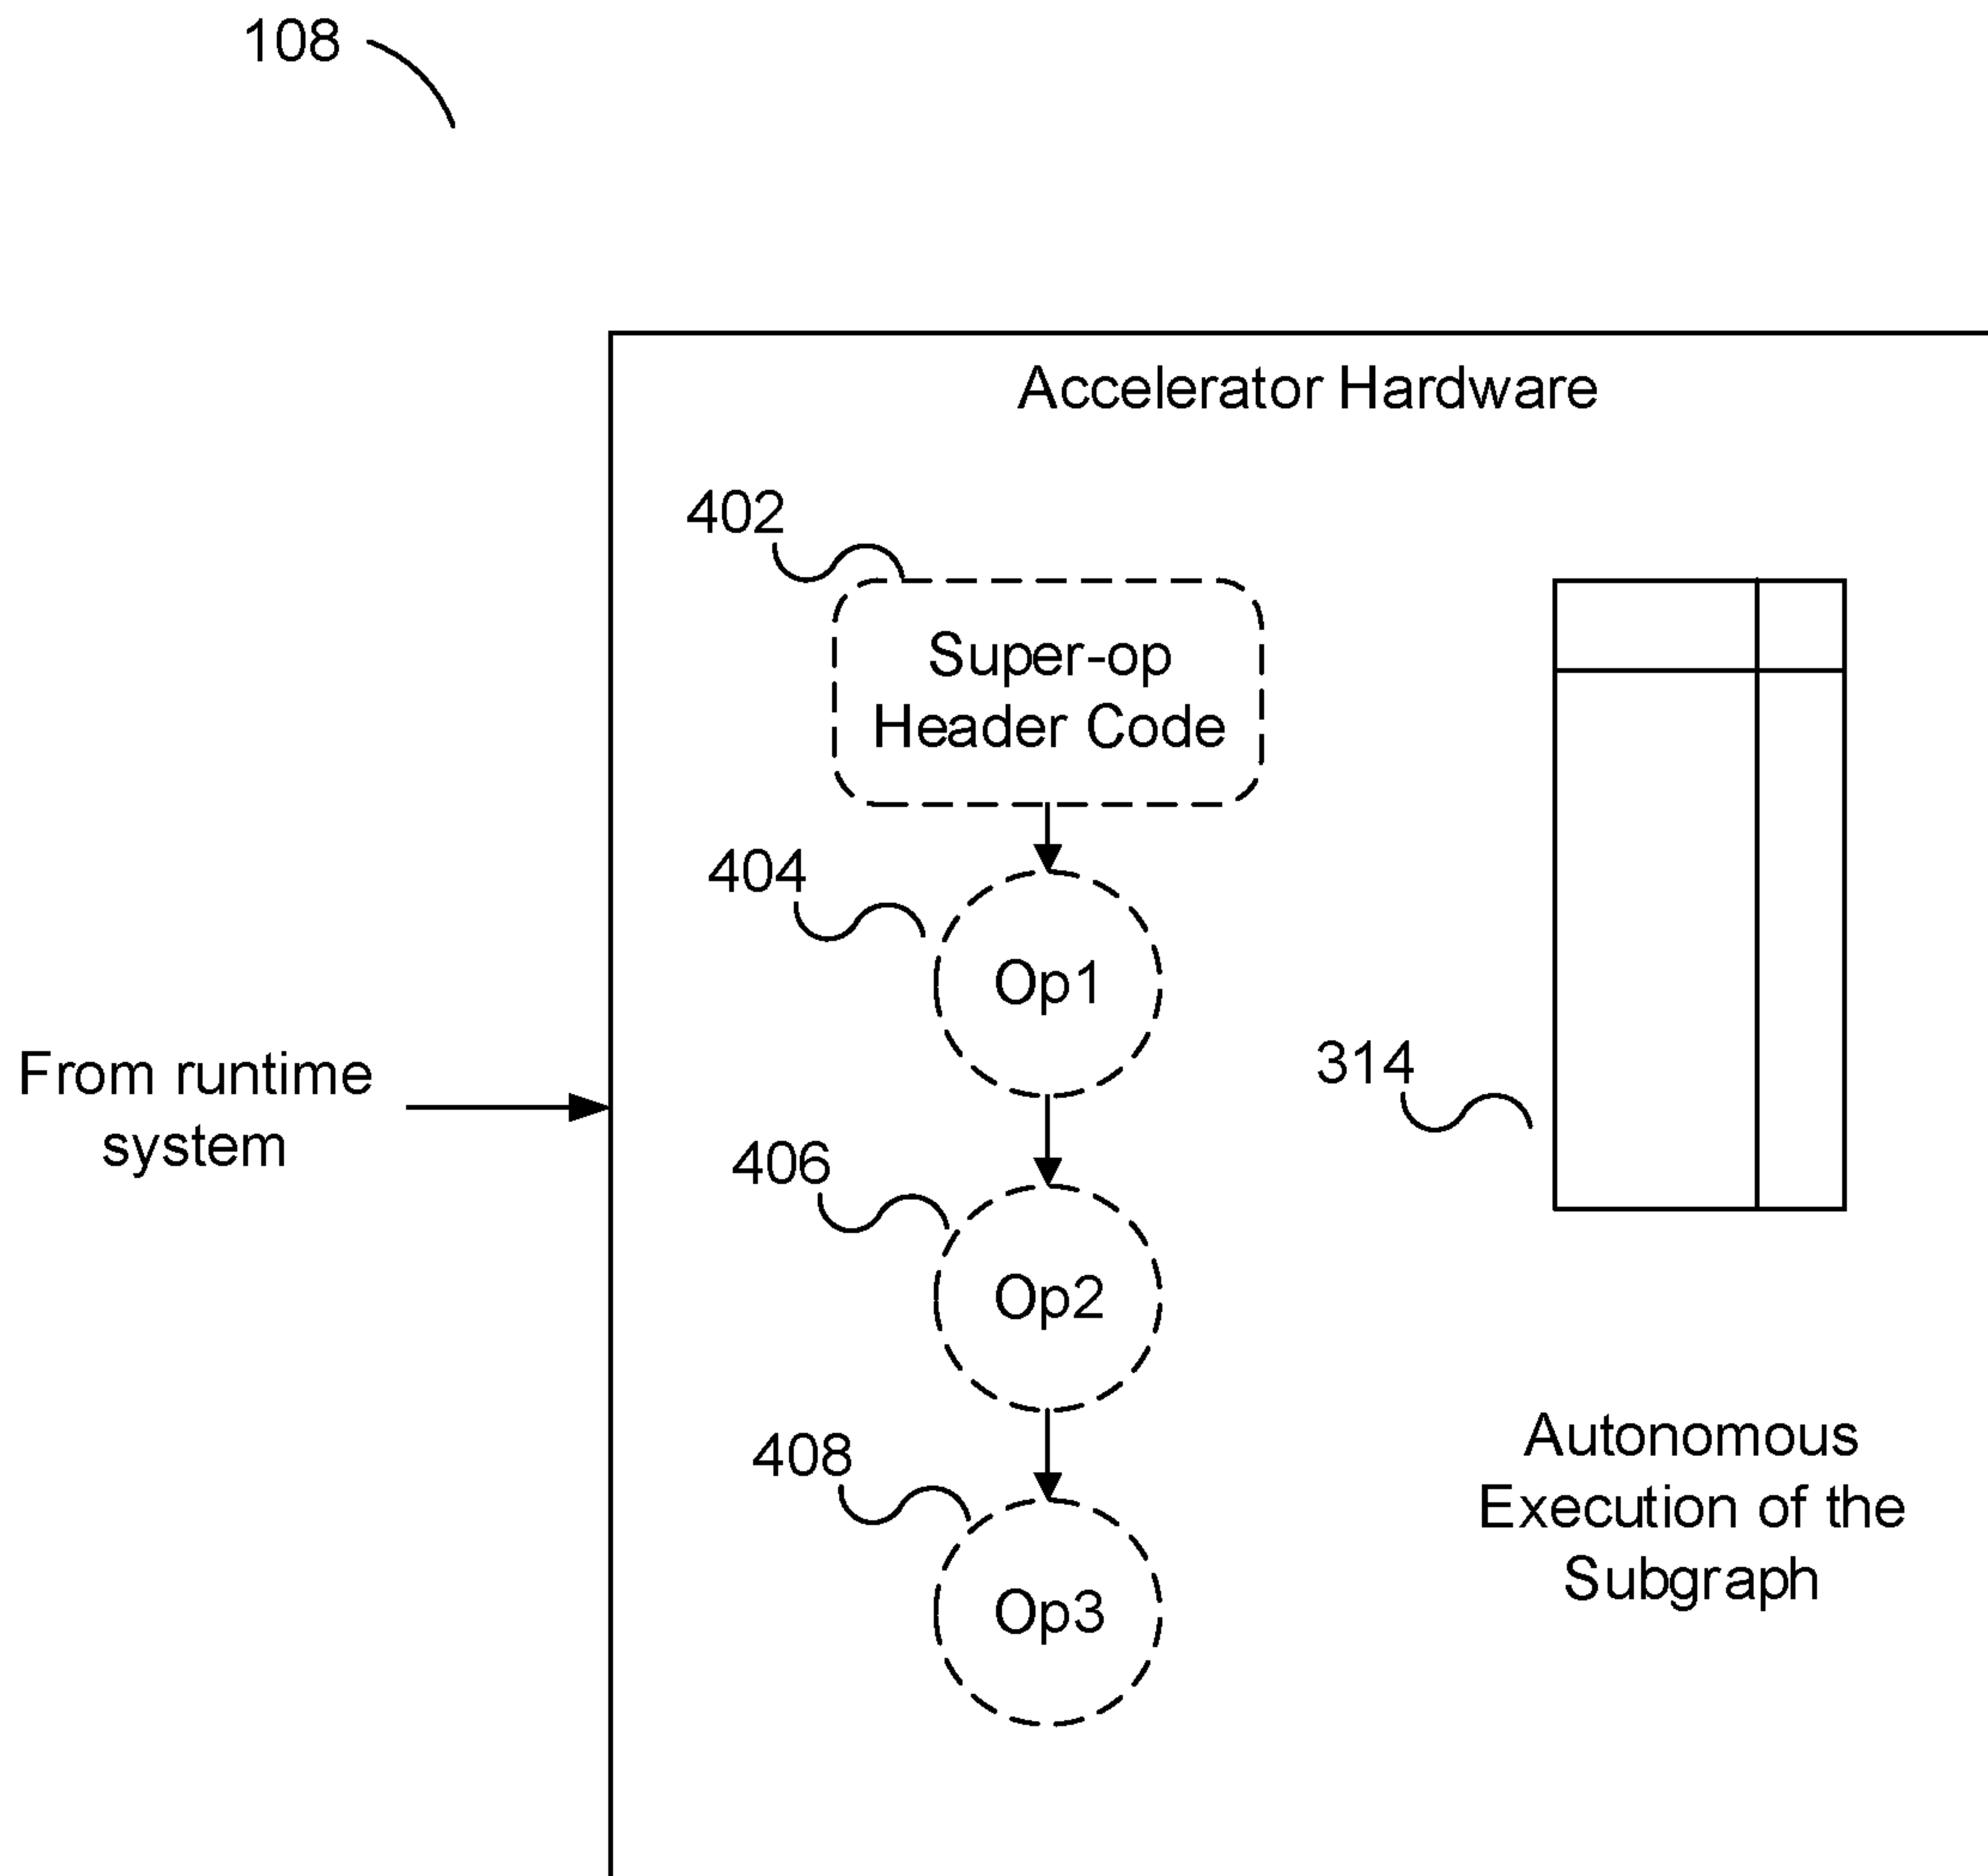 108
Accelerator Hardware
402
Super-op
Header Code
404
Op1
From runtime
system
314
406
Op2
408
Autonomous
Execution of the
Subgraph
Op3